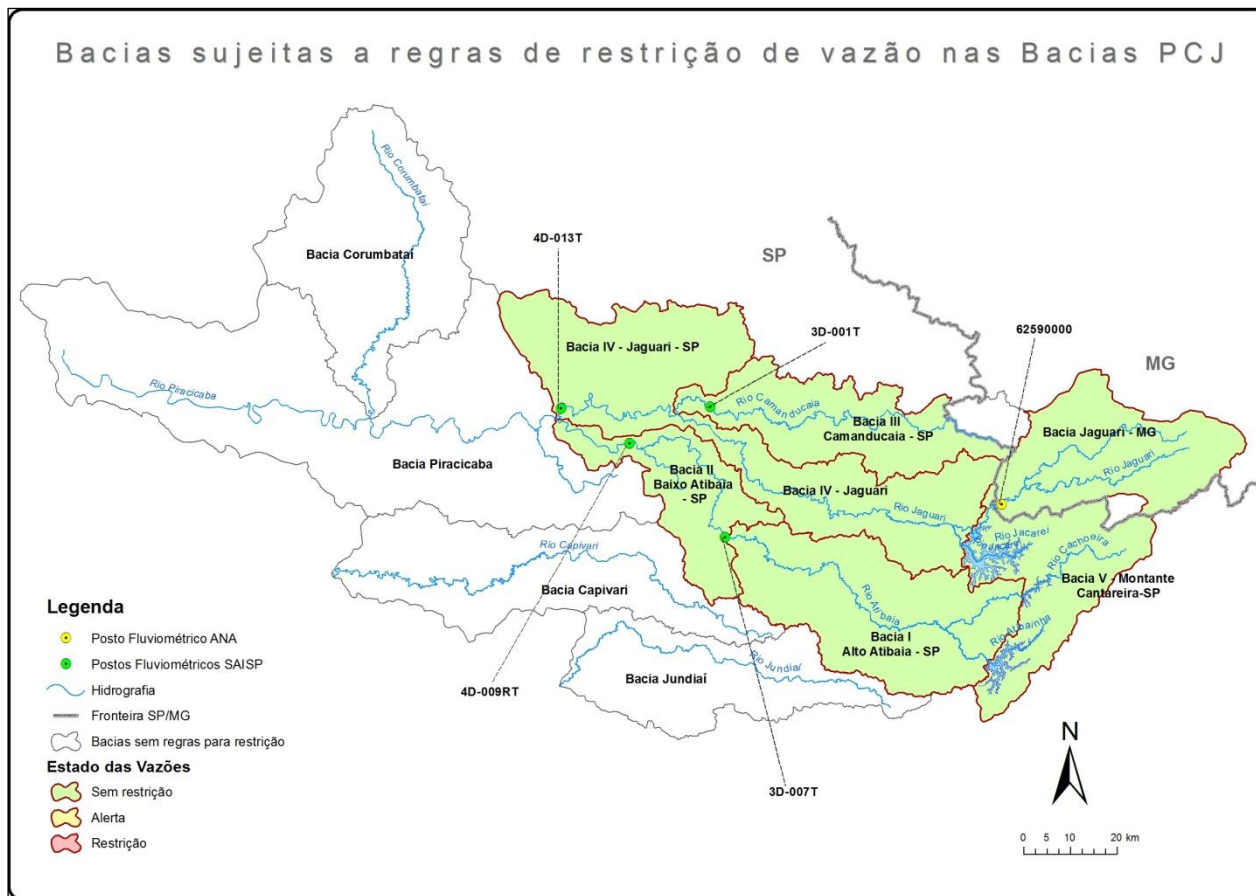 Bacias sujeitas a regras de restrição de vazão nas Bacias PCJ
Rio Corumbataí
Bacia Corumbataí
4D-013T
SP
3D-001T
62590000
MG
Bacia IV - Jaguari - SP
Rio Piracicaba
Rio Camanducaia
Bacia III
Camanducaia - SP
Bacia Jaguari - MG
Rio Jaguari
Bacia Piracicaba
Bacia II
Baixo Atibaia
- SP
Bacia IV - Jaguari
Rio Jaguari
Rio Jacareí
Rio Cachoeira
Rio Capivari
Bacia V - Montante
Cantareira-SP
Bacia Capivari
Rio Atibaia
Bacia I
Alto Atibaia - SP
Rio Atibainha
Bacia Jundiaí
Rio Jundiaí
4D-009RT
3D-007T
Legenda
Posto Fluviométrico ANA
Postos Fluviométricos SAISP
Hidrografia
Fronteira SP/MG
Bacias sem regras para restrição
Estado das Vazões
Sem restrição
Alerta
Restrição
N
0 5 10 20 km